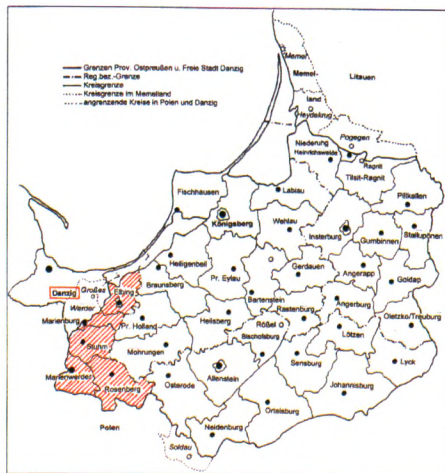 Grenzen Prov. Ostpreußen u. Freie Stadt Danzig
Reg.bez.-Grenze
Kreisgrenze
Kreisgrenze im Memelland
angrenzende Kreise in Polen und Danzig
Memel
Memel-
land
Litauen
Heydekrug
Pogegen
Niederung
Heinrichswalde
Ragnit
Tilsit-Ragnit
Fischhausen
Labiau
Pillkallen
Königsberg
Wehlau
Insterburg
Gumbinnen
Stalluponen
Heiligenbeil
Danzig
Großes
Werder
Elbing
Braunsberg
Pr. Eylau
Gerdauen
Angerapp
Goldap
Bartenstein
Marienburg
Pr. Holland
Heilsberg
Rastenburg
Angerburg
Oletzko/Treuburg
Rößel
Bischofsburg
Lötzen
Stuhm
Mohrungen
Sensburg
Lyck
Marienwerder
Rosenberg
Osterode
Allenstein
Johannisburg
Ortelsburg
Polen
Neidenburg
Soldau